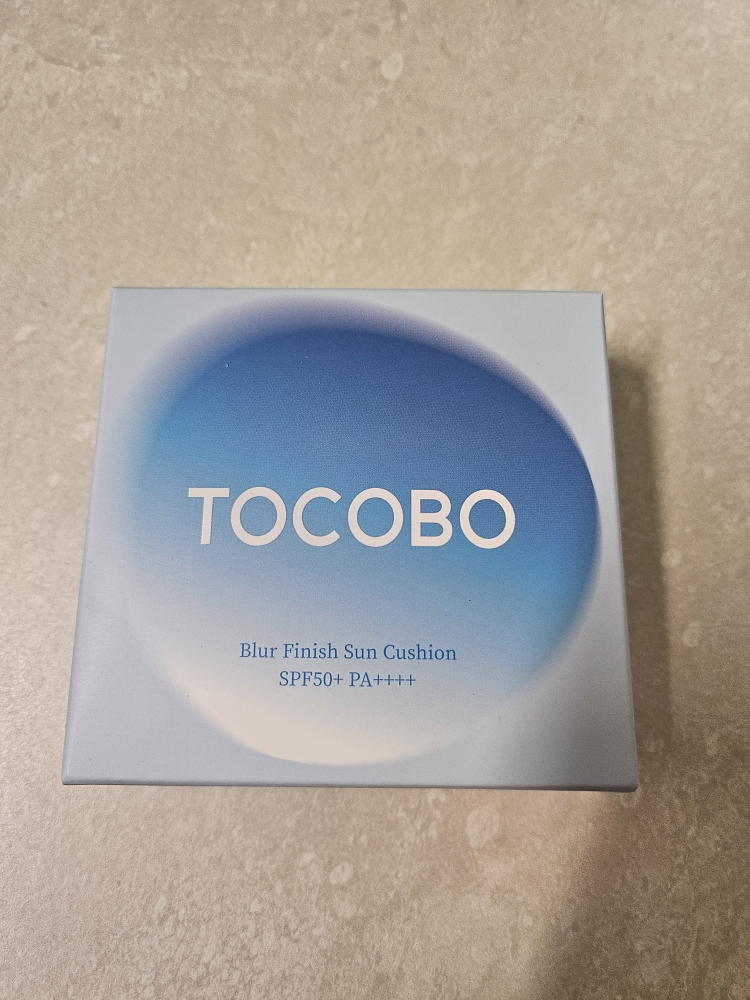 TOCOBO
Blur Finish Sun Cushion
SPF50+ PA++++